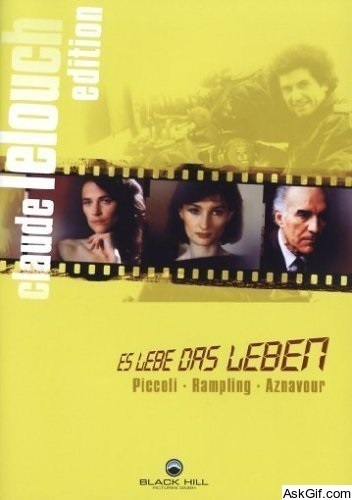 claude lelouch
edition
ES LEBE DAS LEBEN
Piccoli · Rampling · Aznavour
BLACK HILL
PICTURES GMBH
AskGif.com